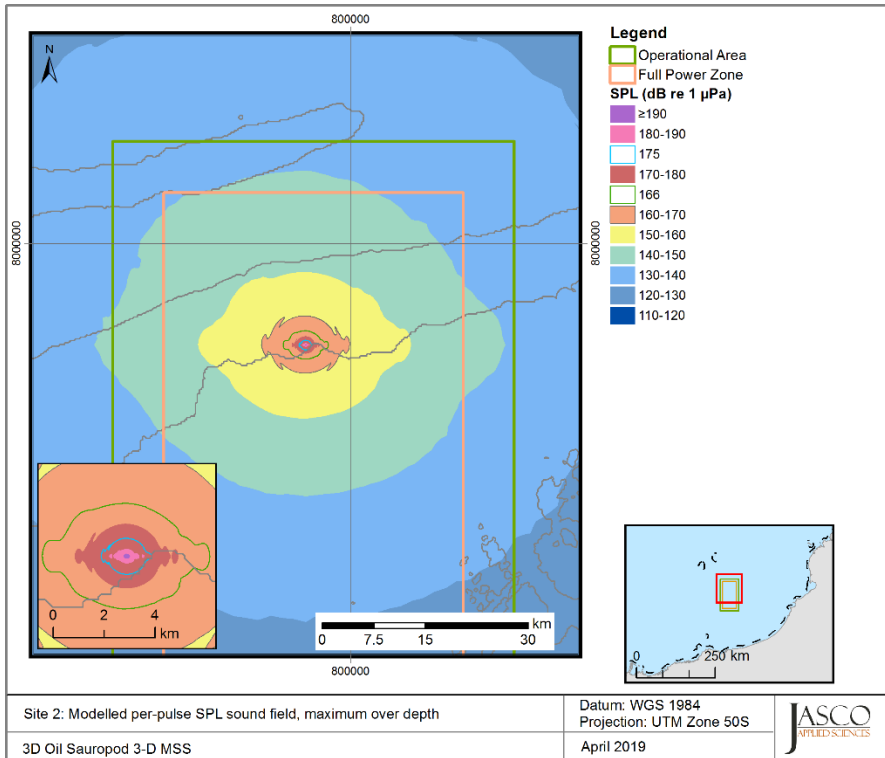 800000
Legend
N
Operational Area
Full Power Zone
SPL (dB re 1 µPa)
≥190
180-190
175
170-180
166
160-170
150-160
140-150
130-140
120-130
110-120
8000000
8000000
0 2 4
km
km
0 7.5 15 30
0 250 km
800000
Site 2: Modelled per-pulse SPL sound field, maximum over depth
Datum: WGS 1984
Projection: UTM Zone 50S
3D Oil Sauropod 3-D MSS
April 2019
JASCO
APPLIED SCIENCES